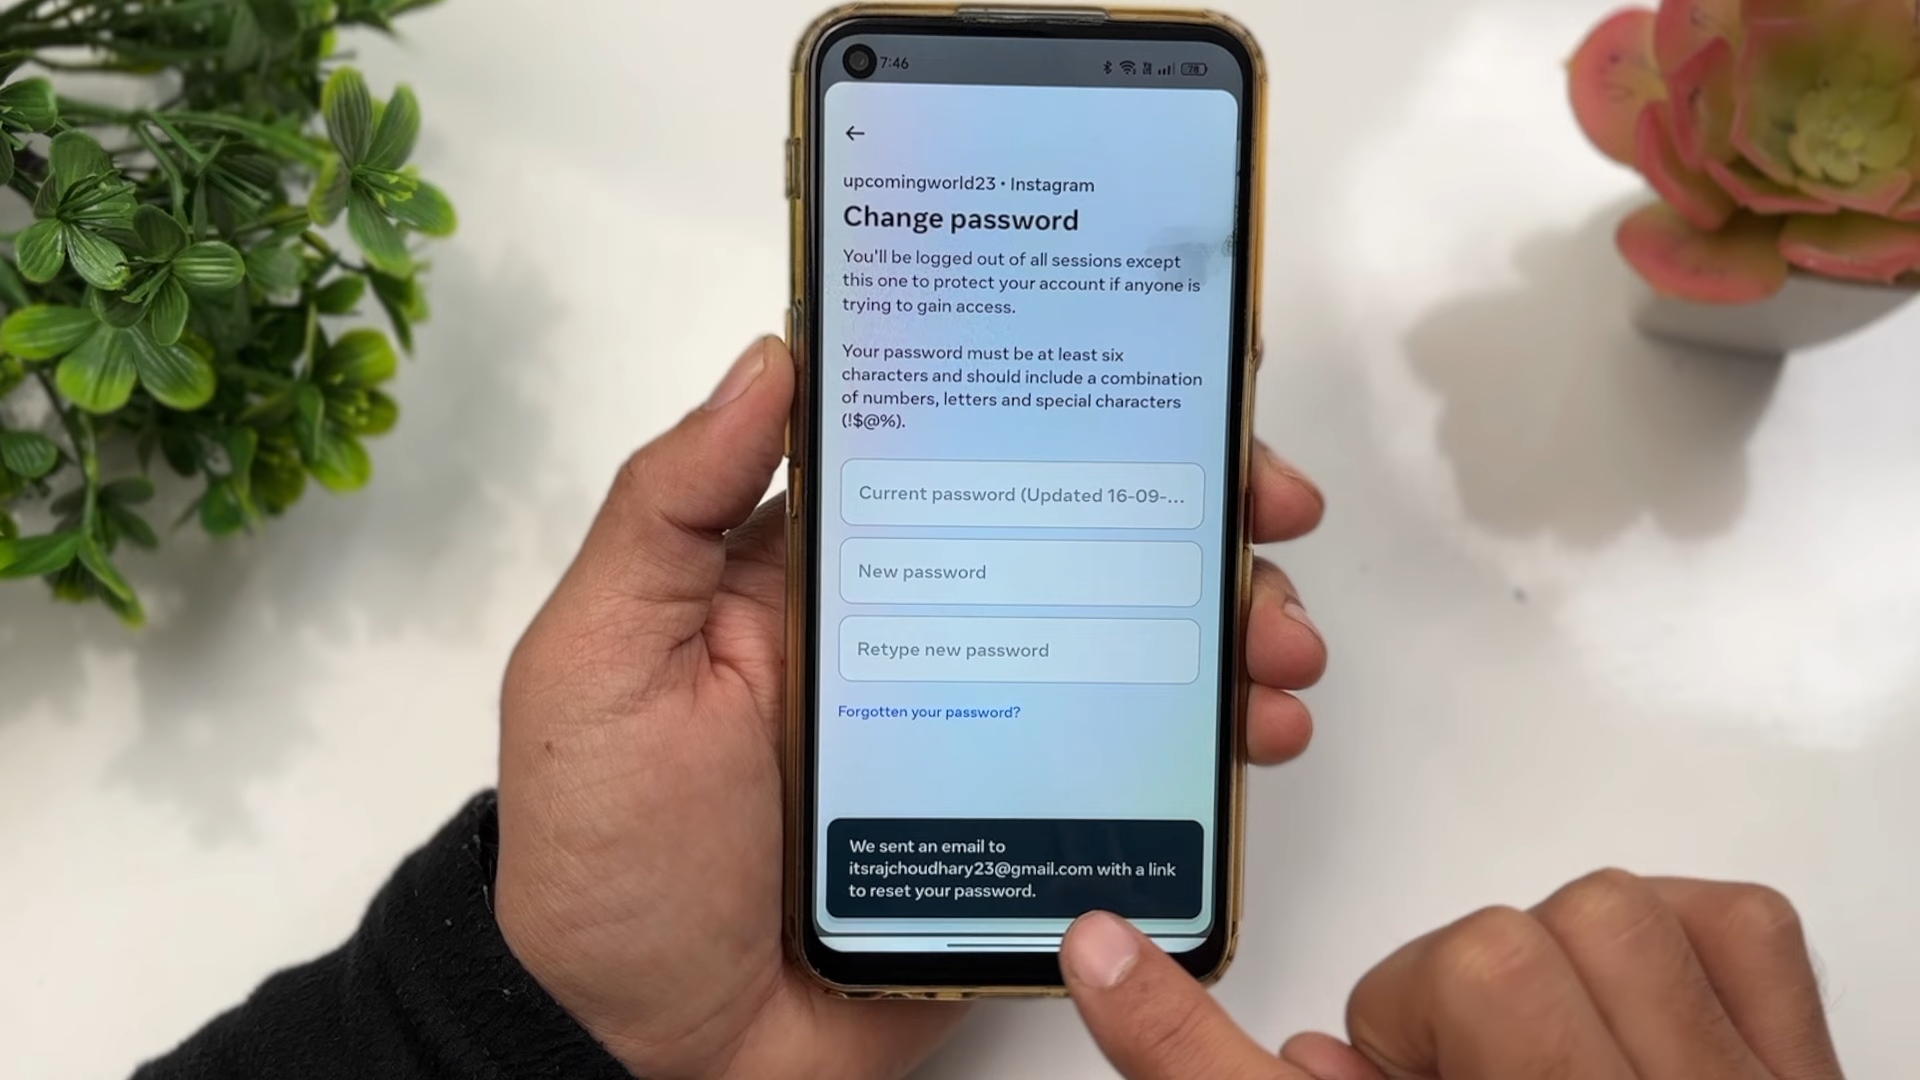 7:46
78
upcomingworld23 • Instagram
Change password
You'll be logged out of all sessions except
this one to protect your account if anyone is
trying to gain access.
Your password must be at least six
characters and should include a combination
of numbers, letters and special characters
(!$@%).
Current password (Updated 16-09-...
New password
Retype new password
Forgotten your password?
We sent an email to
itsrajchoudhary23@gmail.com with a link
to reset your password.